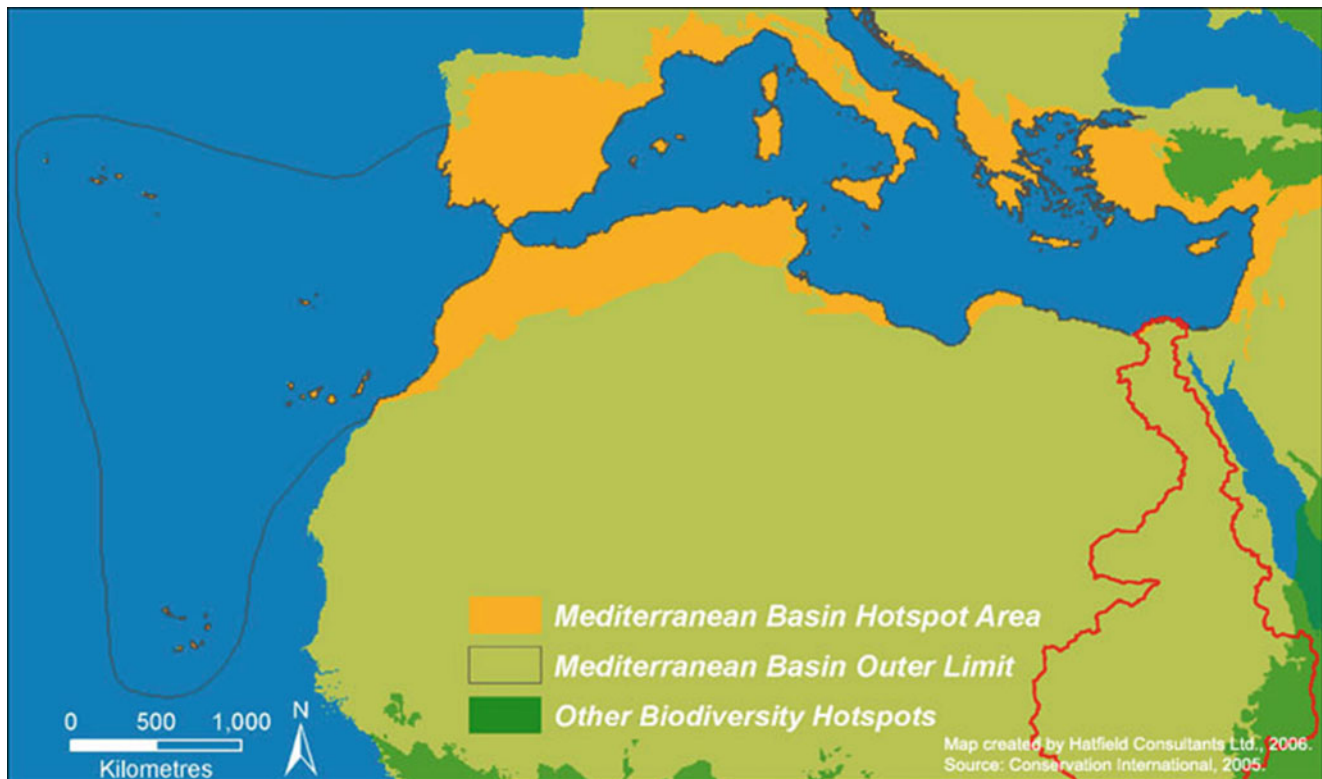 Mediterranean Basin Hotspot Area
Mediterranean Basin Outer Limit
Other Biodiversity Hotspots
0 500 1,000
Kilometres
N
Map created by Hatfield Consultants Ltd., 2006.
Source: Conservation International, 2005.